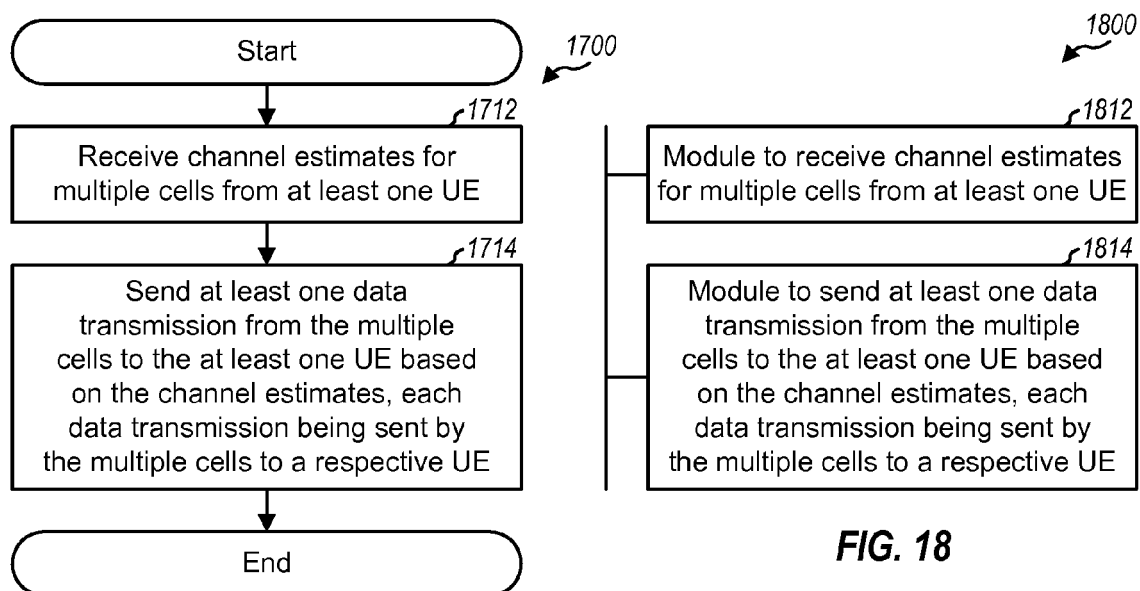 Start
1700
1712
Receive channel estimates for
multiple cells from at least one UE
1714
Send at least one data
transmission from the multiple
cells to the at least one UE based
on the channel estimates, each
data transmission being sent by
the multiple cells to a respective UE
End
1800
1812
Module to receive channel estimates
for multiple cells from at least one UE
1814
Module to send at least one data
transmission from the multiple
cells to the at least one UE based
on the channel estimates, each
data transmission being sent by
the multiple cells to a respective UE
FIG. 18